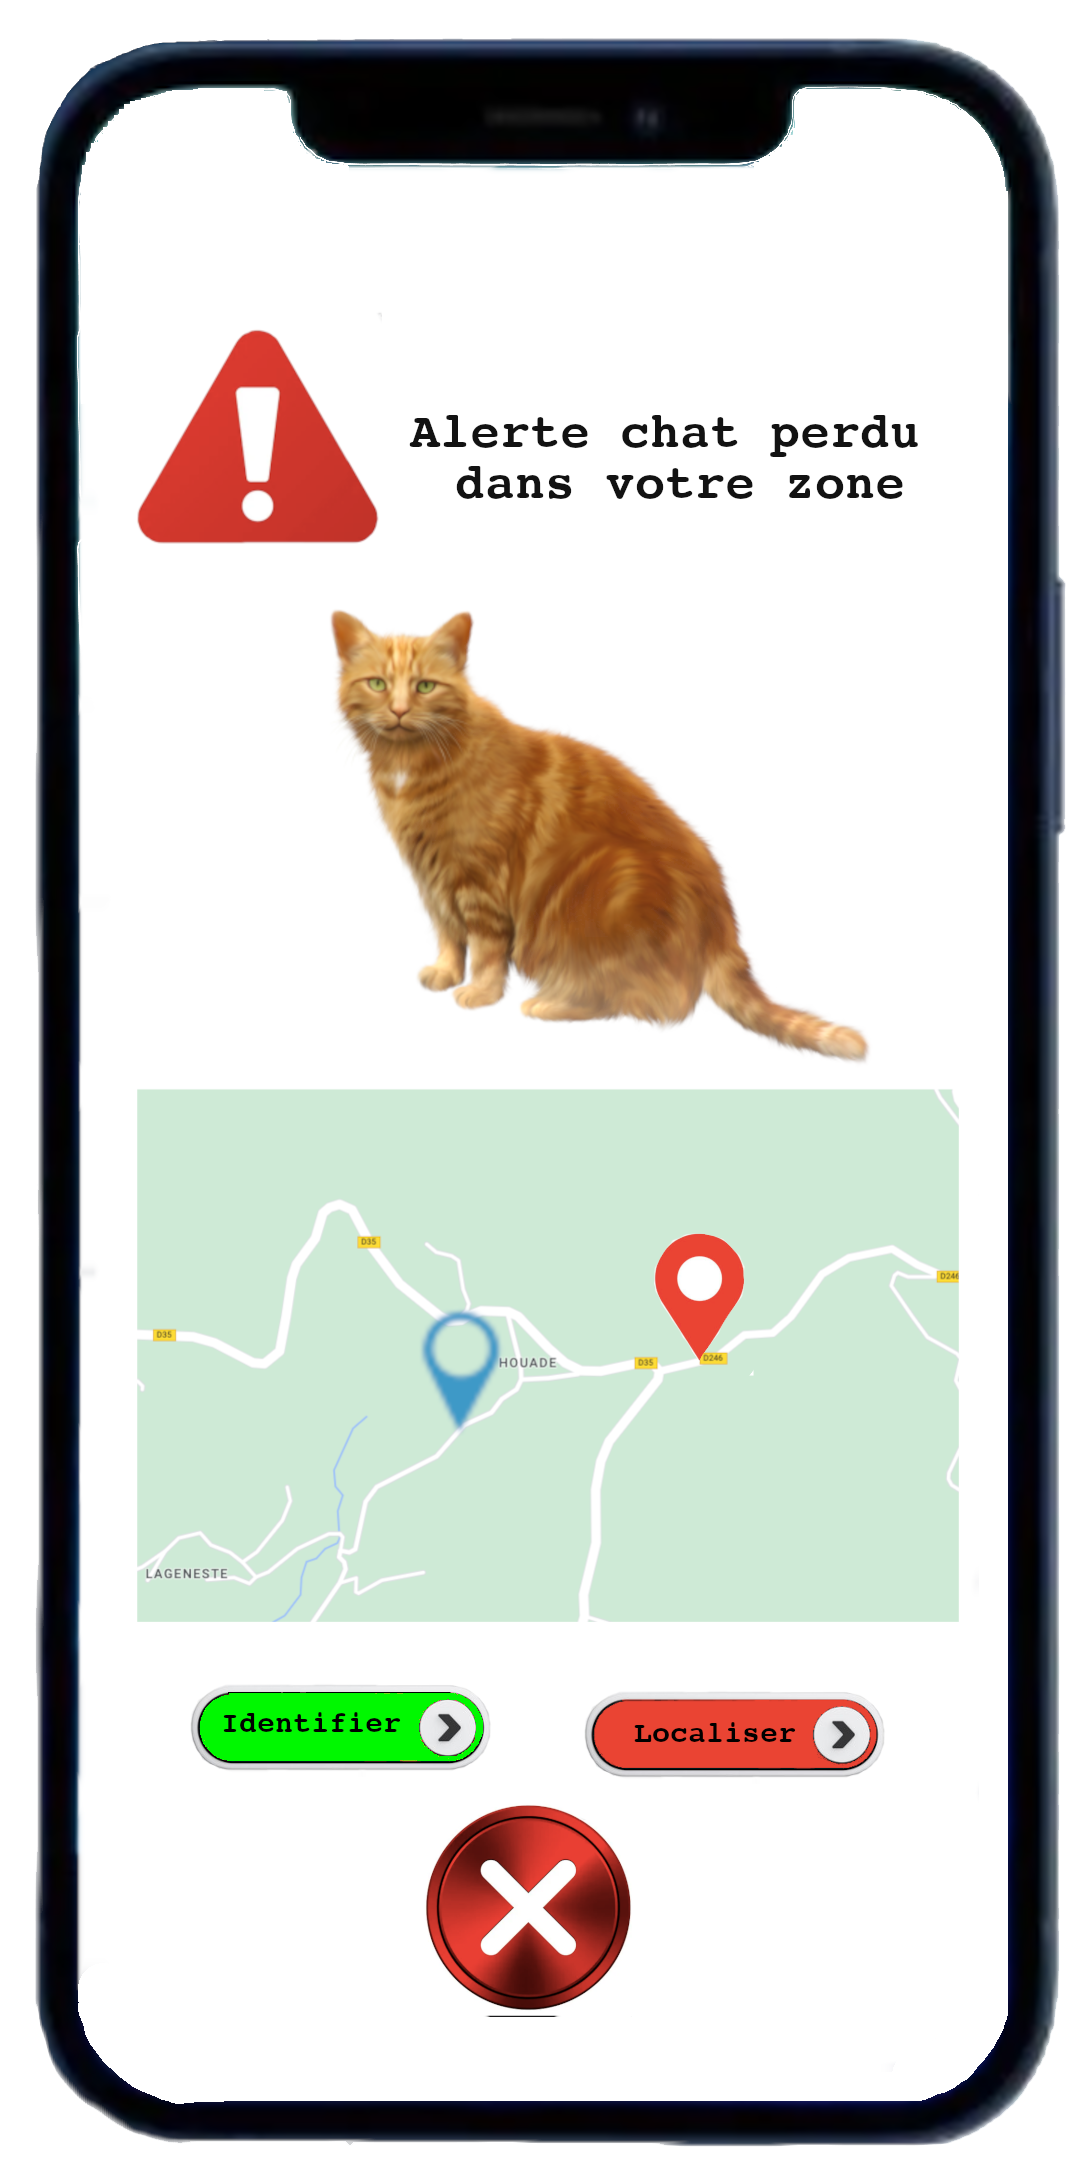 Alerte chat perdu
dans votre zone
D35
D246
D35
HOUADE
D35
D246
LAGENESTE
Identifier
Localiser